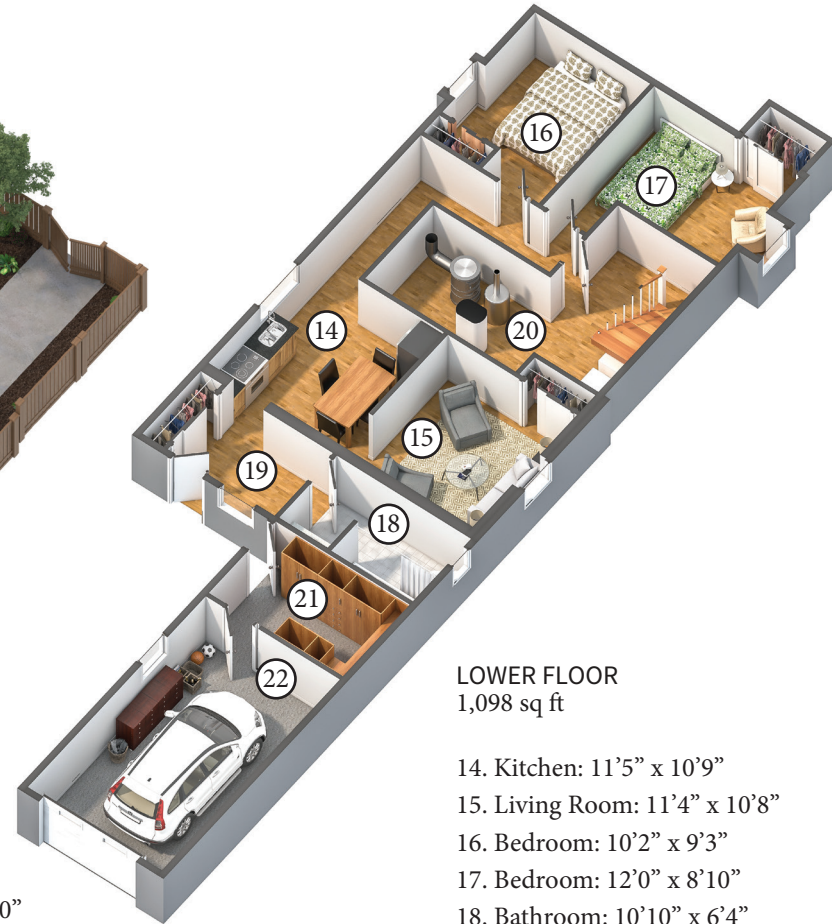 16
17
14
20
15
19
18
21
22
LOWER FLOOR
1,098 sq ft
14. Kitchen: 11’5” x 10’9”
15. Living Room: 11’4” x 10’8”
16. Bedroom: 10’2” x 9’3”
17. Bedroom: 12’0” x 8’10”
18. Bathroom: 10’10” x 6’4”
0”